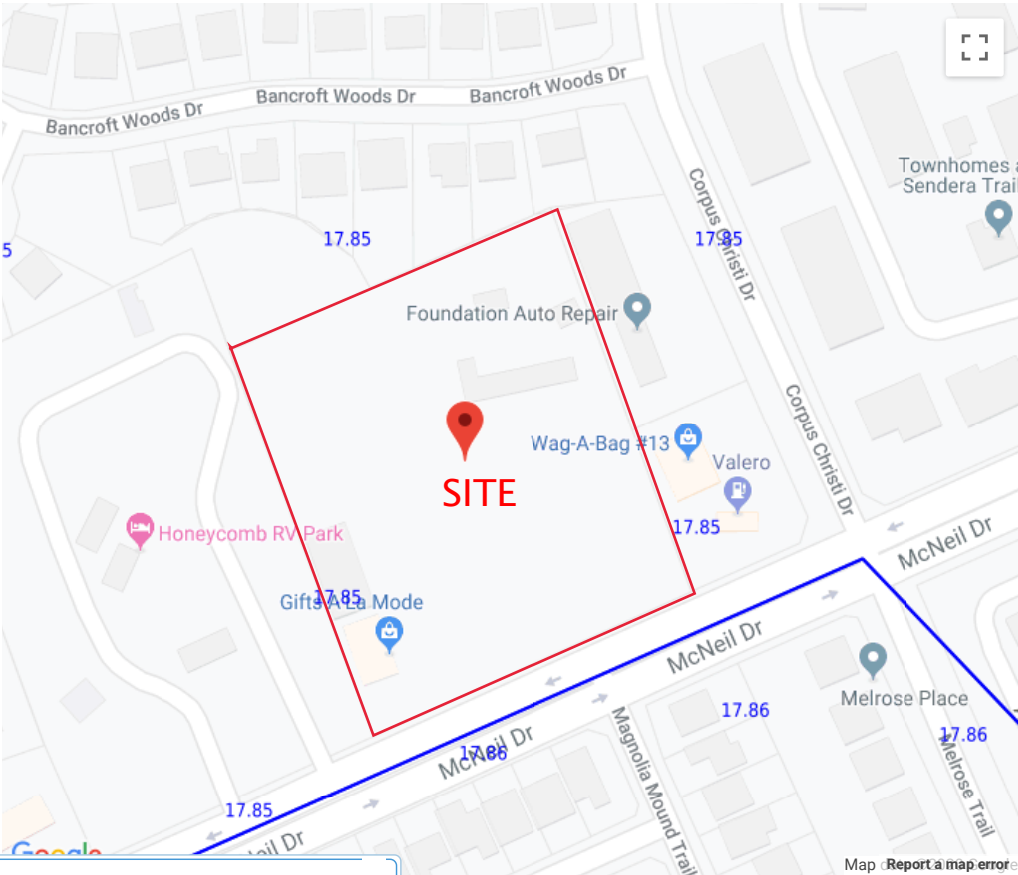 Bancroft Woods Dr
Bancroft Woods Dr
Bancroft Woods Dr
Townhomes a
Sendera Trail
Corpus Christi Dr
5
17.85
17.85
Foundation Auto Repair
Corpus Christi Dr
Wag-A-Bag #13
Valero
SITE
17.85
Honeycomb RV Park
McNeil Dr
17.85
Gifts A La Mode
McNeil Dr
Melrose Place
17.86
17.86
Magnolia Mound Trail
Melrose Trail
McNeil Dr
17.86
17.85
Google
Neil Dr
Map
Report a map error